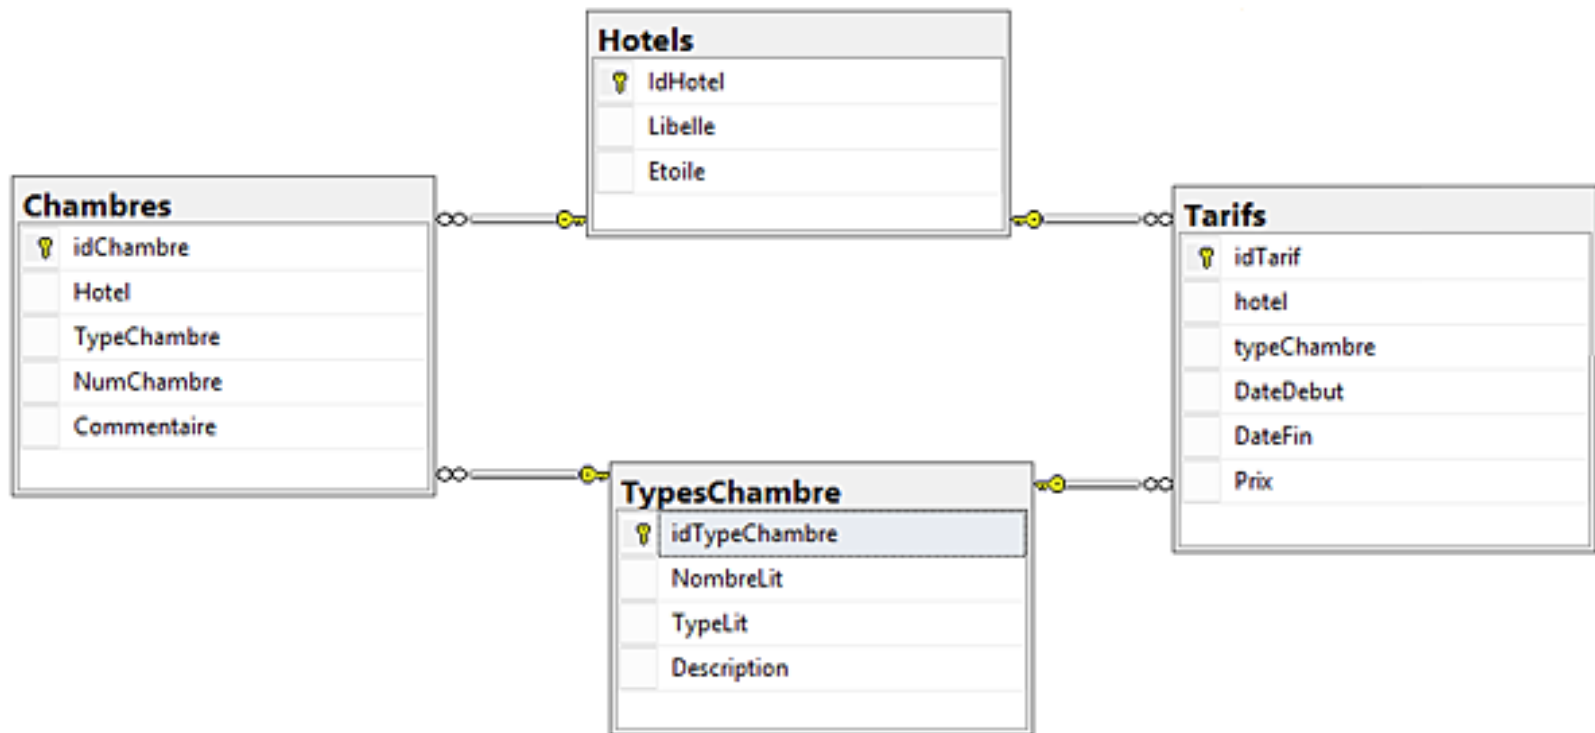 Hotels
IdHotel
Libelle
Etoile
Chambres
idChambre
Hotel
TypeChambre
NumChambre
Commentaire
Tarifs
idTarif
hotel
typeChambre
DateDebut
DateFin
Prix
TypesChambre
idTypeChambre
NombreLit
TypeLit
Description